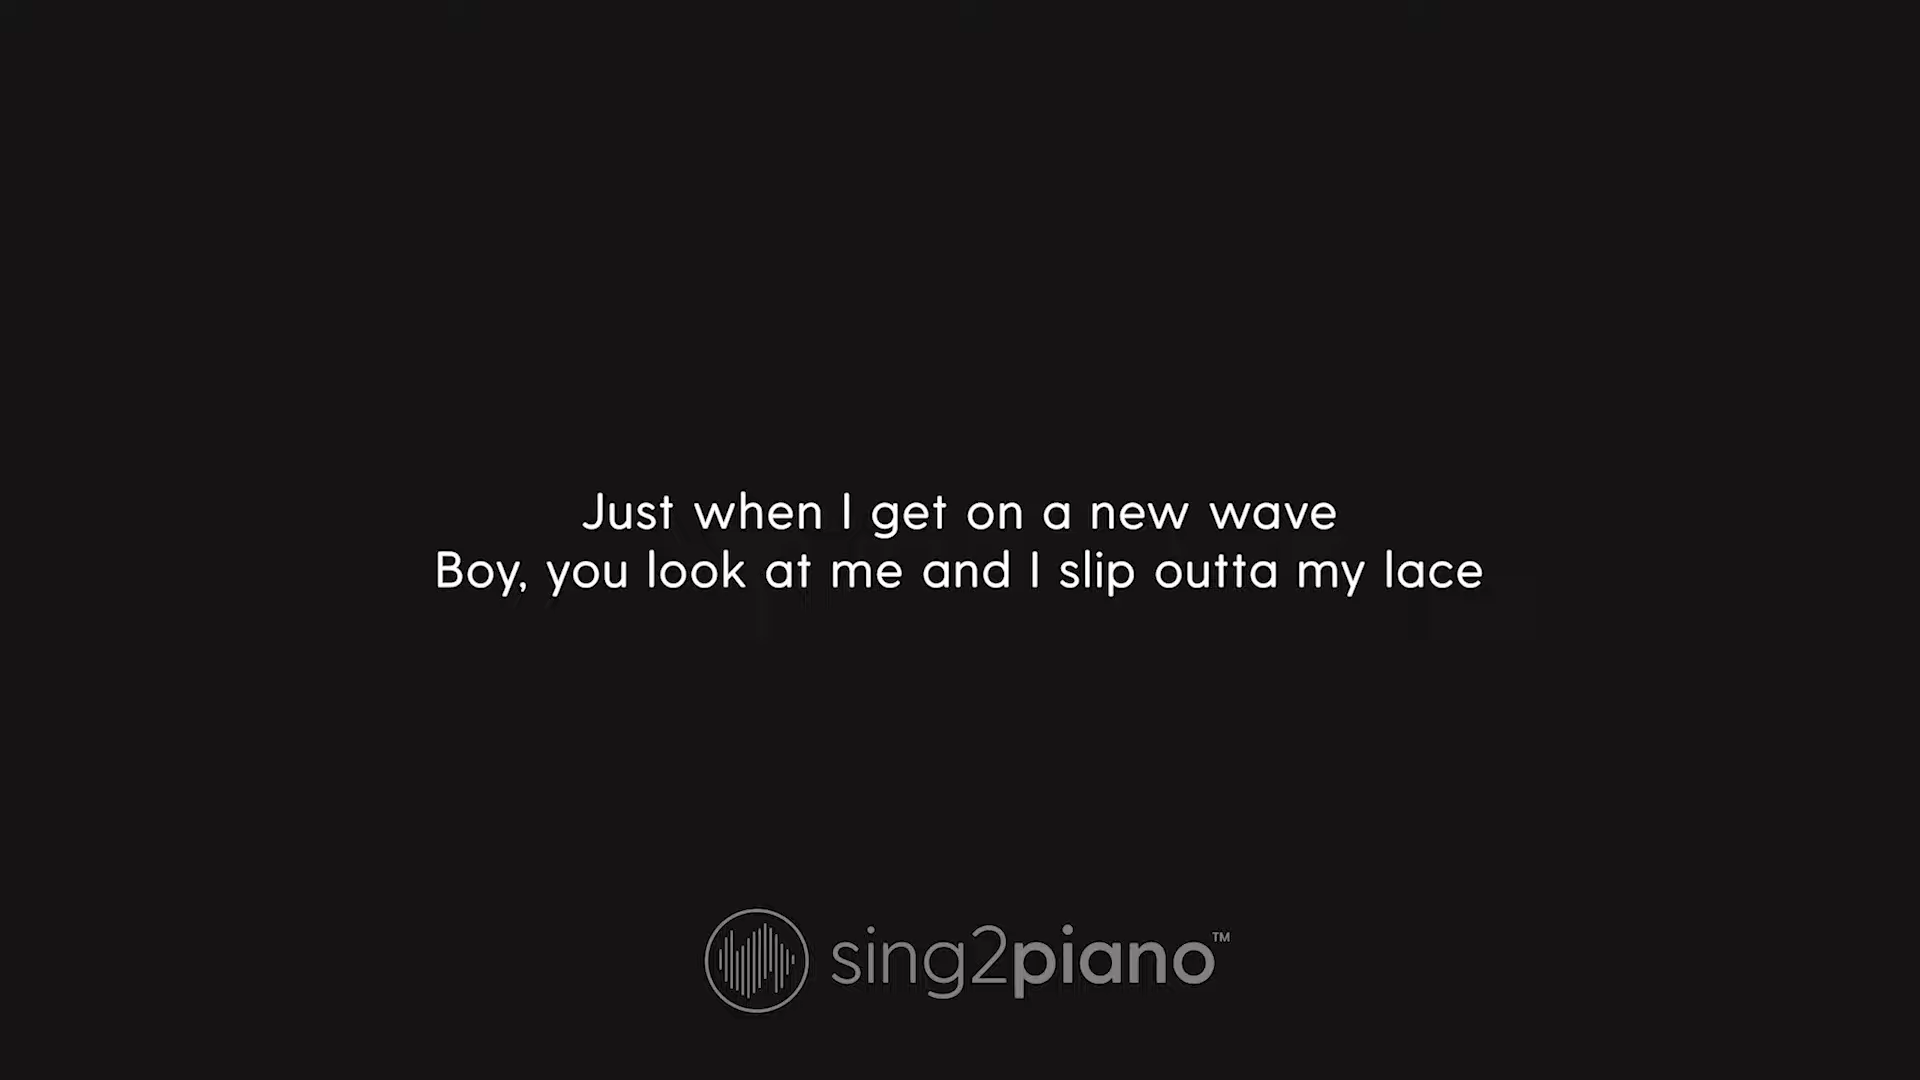 Just when I get on a new wave
Boy, you look at me and I slip outta my lace
sing2piano™